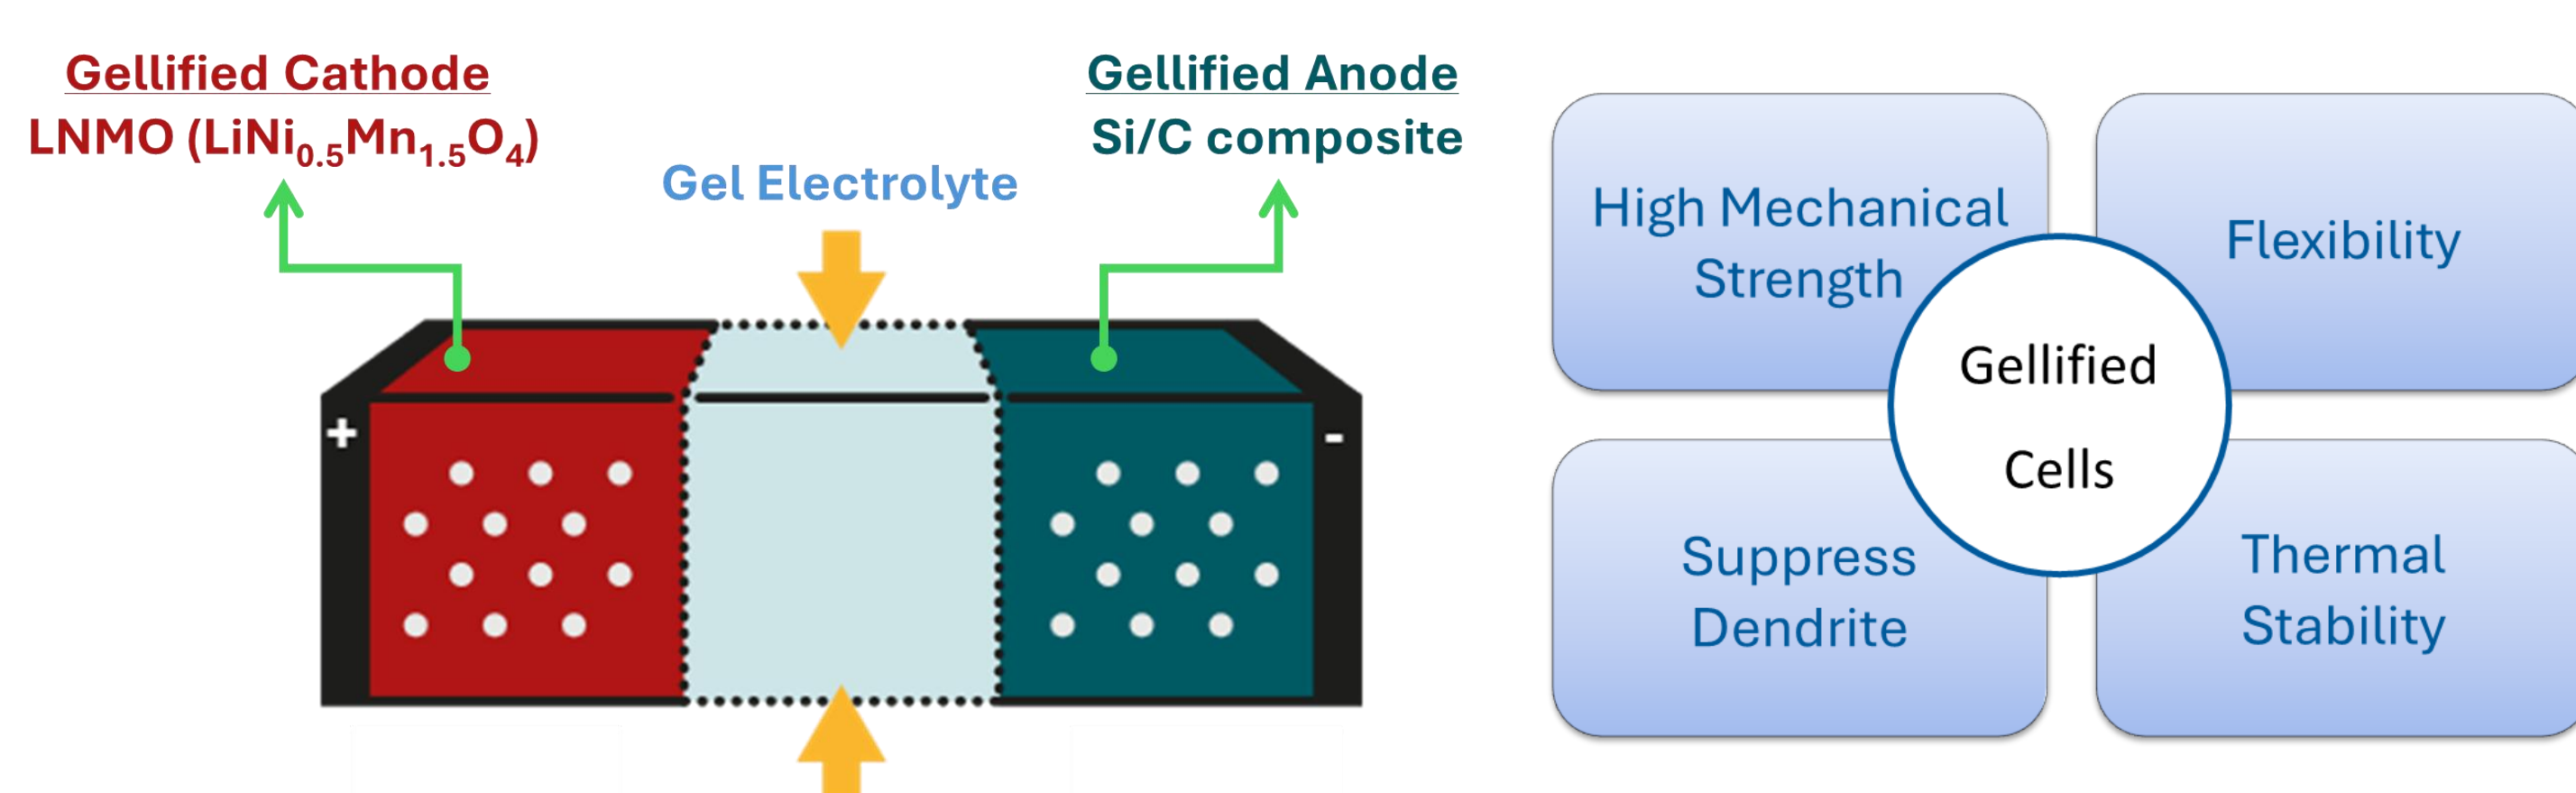 Gellified Cathode
LNMO (LiNi0.5Mn1.5O4)
Gel Electrolyte
Gellified Anode
Si/C composite
+
-
High Mechanical
Strength
Flexibility
Gellified
Cells
Suppress
Dendrite
Thermal
Stability